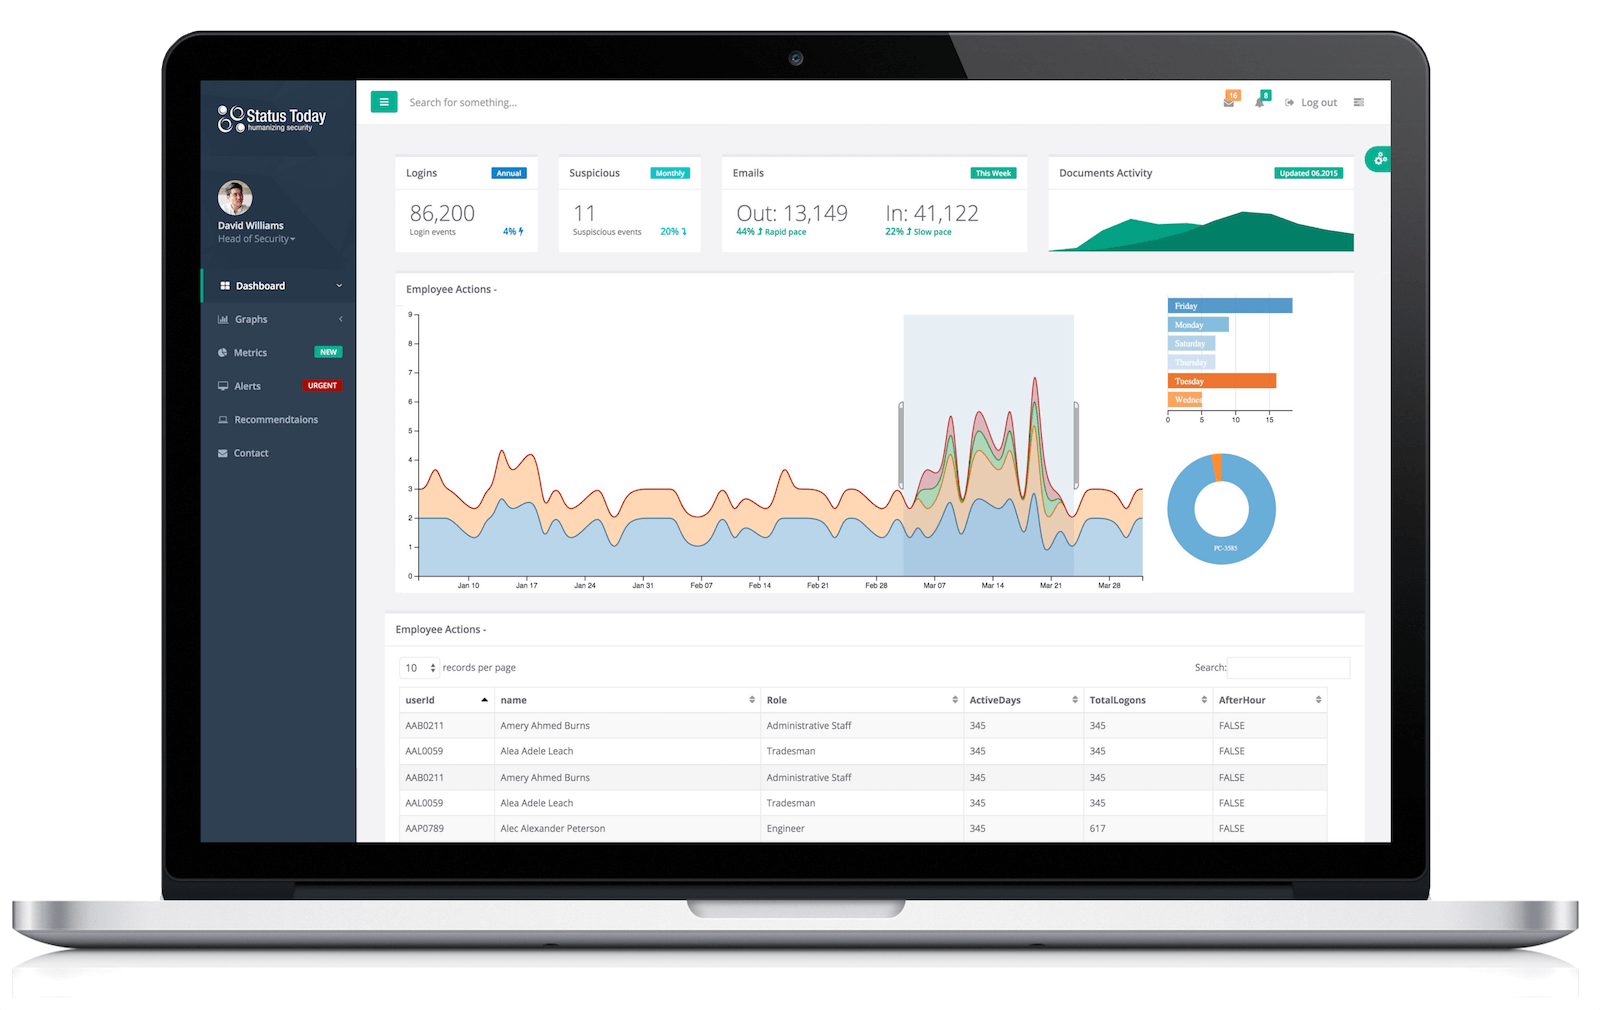 Status Today
humanizing security
David Williams
Head of Security
Dashboard
Graphs
Metrics NEW
Alerts URGENT
Recommendtaions
Contact
Search for something...
16 8 Log out
Logins Annual
86,200
Login events 4%
Suspicious Monthly
11
Suspiscious events 20%
Emails This Week
Out: 13,149 In: 41,122
44% Rapid pace 22% Slow pace
Documents Activity Updated 06.2015
Employee Actions -
9
8
7
6
5
4
3
2
1
0
Jan 10 Jan 17 Jan 24 Jan 31 Feb 07 Feb 14 Feb 21 Feb 28 Mar 07 Mar 14 Mar 21 Mar 28
Friday
Monday
Saturday
Thursday
Tuesday
Wednes
0 5 10 15
PC-3585
Employee Actions -
10 records per page Search:
userId name Role ActiveDays TotalLogons AfterHour
AAB0211 Amery Ahmed Burns Administrative Staff 345 345 FALSE
AAL0059 Alea Adele Leach Tradesman 345 345 FALSE
AAB0211 Amery Ahmed Burns Administrative Staff 345 345 FALSE
AAL0059 Alea Adele Leach Tradesman 345 345 FALSE
AAP0789 Alec Alexander Peterson Engineer 345 617 FALSE